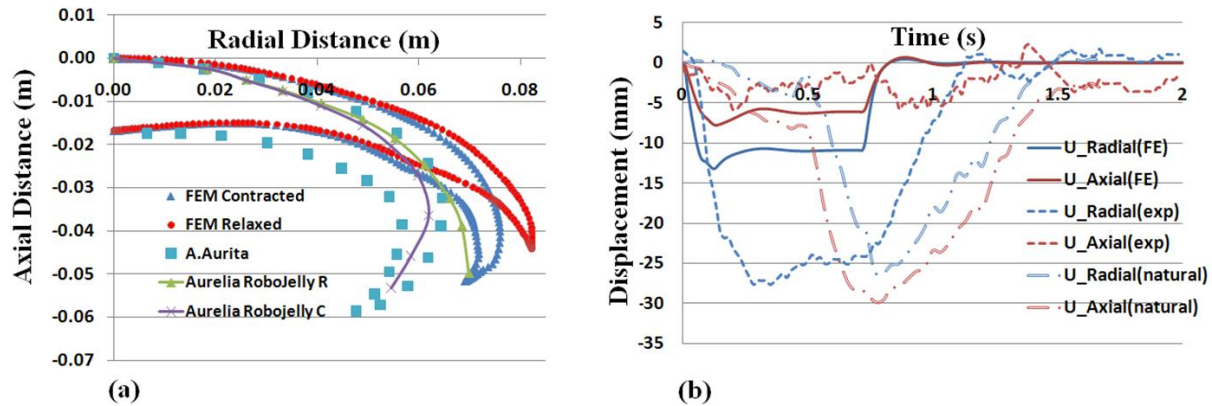 0.01
0.00
-0.01
-0.02
-0.03
-0.04
-0.05
-0.06
-0.07
Axial Distance (m)
Radial Distance (m)
0.00 0.02 0.04 0.06 0.08
FEM Contracted
FEM Relaxed
A.Aurita
Aurelia RoboJelly R
Aurelia Robojelly C
(a)
5
0
-5
-10
-15
-20
-25
-30
-35
Displacement (mm)
Time (s)
0 0.5 1 1.5 2
U_Radial(FE)
U_Axial(FE)
U_Radial(exp)
U_Axial(exp)
U_Radial(natural)
U_Axial(natural)
(b)